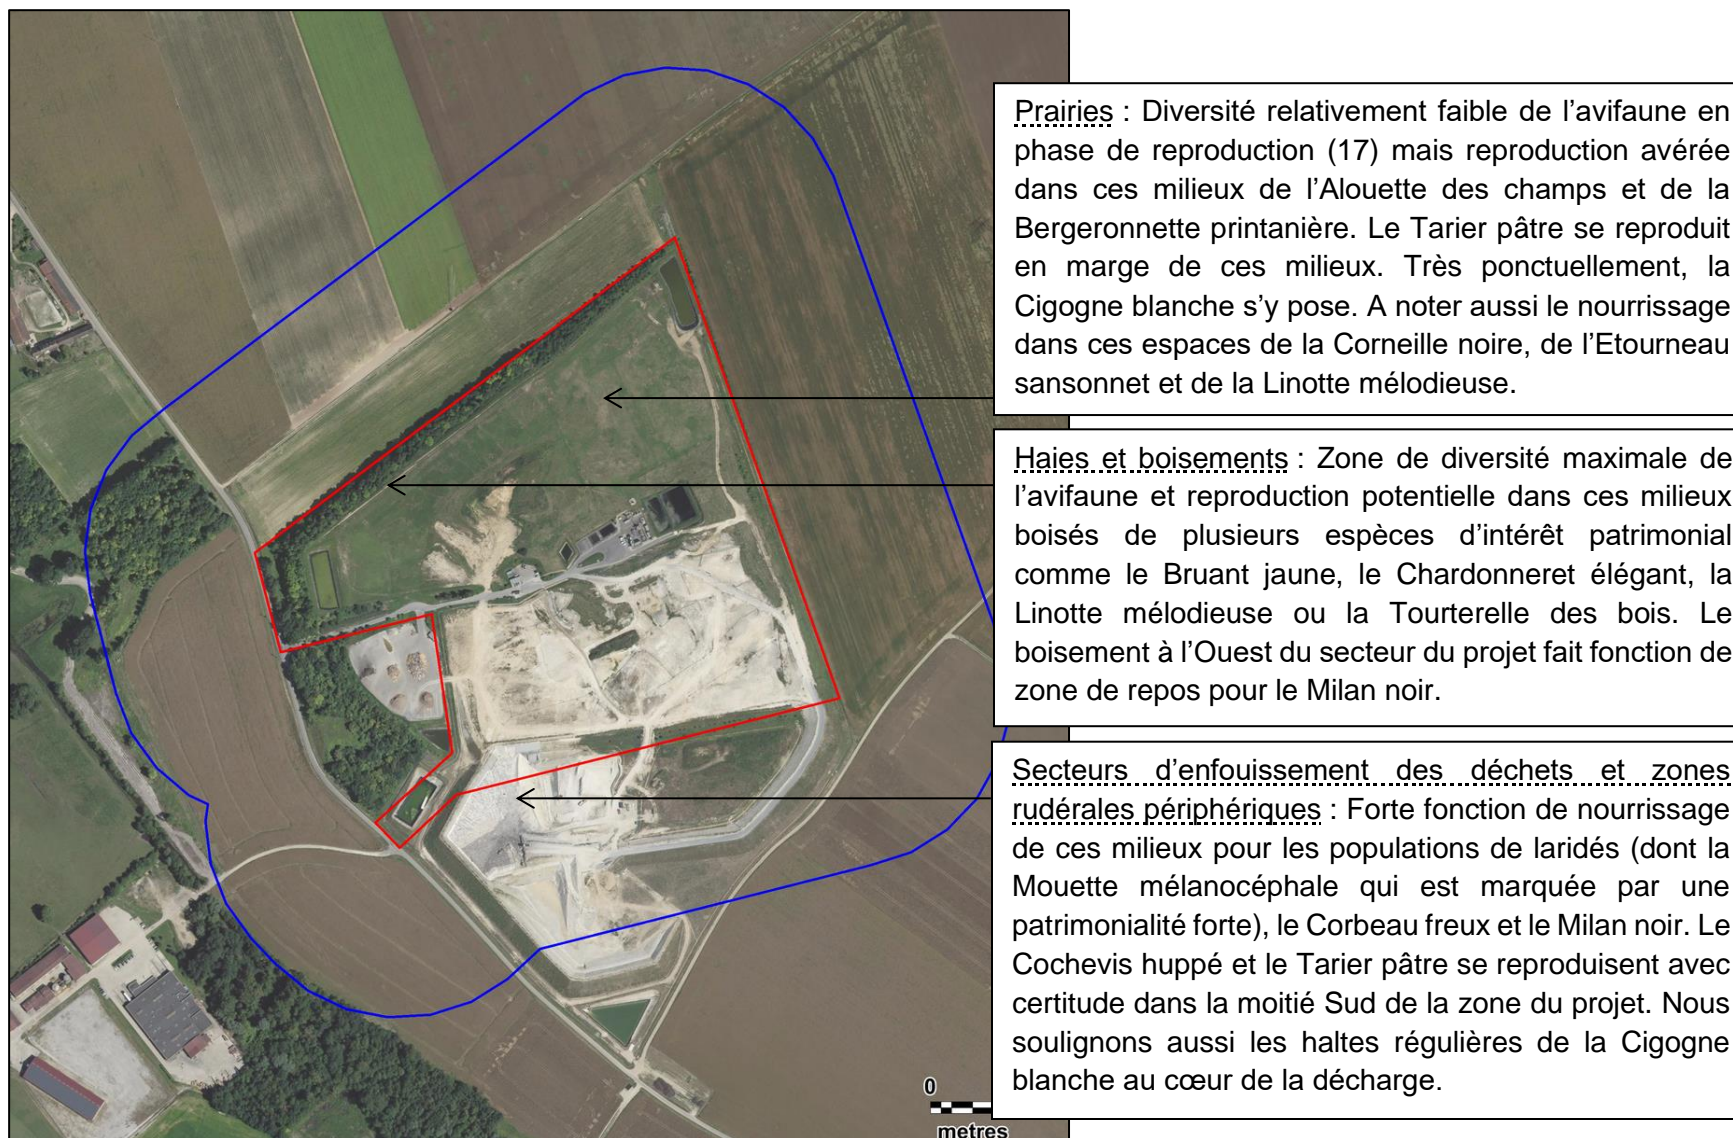 Prairies : Diversité relativement faible de l’avifaune en
phase de reproduction (17) mais reproduction avérée
dans ces milieux de l’Alouette des champs et de la
Bergeronnette printanière. Le Tarier pâtre se reproduit
en marge de ces milieux. Très ponctuellement, la
Cigogne blanche s’y pose. A noter aussi le nourrissage
dans ces espaces de la Corneille noire, de l’Etourneau
sansonnet et de la Linotte mélodieuse.
Haies et boisements : Zone de diversité maximale de
l’avifaune et reproduction potentielle dans ces milieux
boisés de plusieurs espèces d’intérêt patrimonial
comme le Bruant jaune, le Chardonneret élégant, la
Linotte mélodieuse ou la Tourterelle des bois. Le
boisement à l’Ouest du secteur du projet fait fonction de
zone de repos pour le Milan noir.
Secteurs d’enfouissement des déchets et zones
rudérales périphériques : Forte fonction de nourrissage
de ces milieux pour les populations de laridés (dont la
Mouette mélanocéphale qui est marquée par une
patrimonialité forte), le Corbeau freux et le Milan noir. Le
Cochevis huppé et le Tarier pâtre se reproduisent avec
certitude dans la moitié Sud de la zone du projet. Nous
soulignons aussi les haltes régulières de la Cigogne
blanche au cœur de la décharge.
0
metres